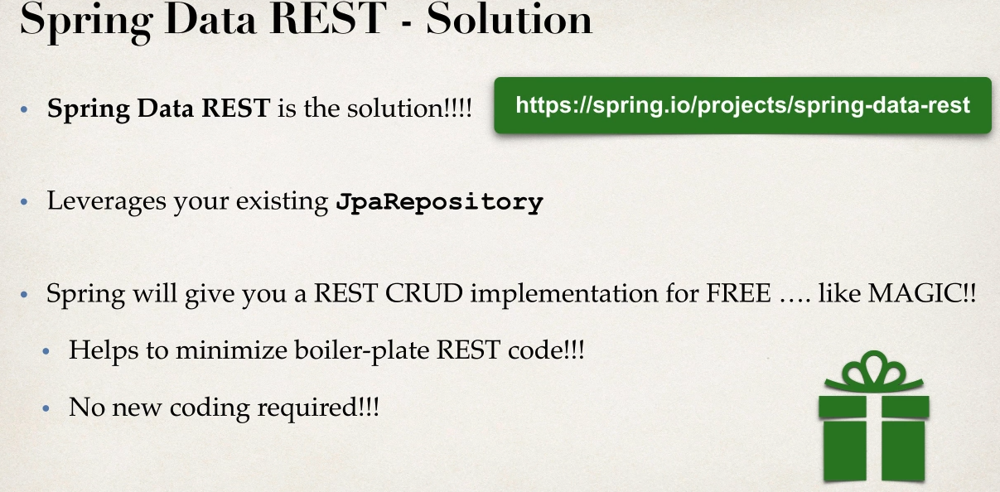 Spring Data REST - Solution
Spring Data REST is the solution!!!!
https://spring.io/projects/spring-data-rest
Leverages your existing JpaRepository
Spring will give you a REST CRUD implementation for FREE .... like MAGIC!!
Helps to minimize boiler-plate REST code!!!
No new coding required!!!